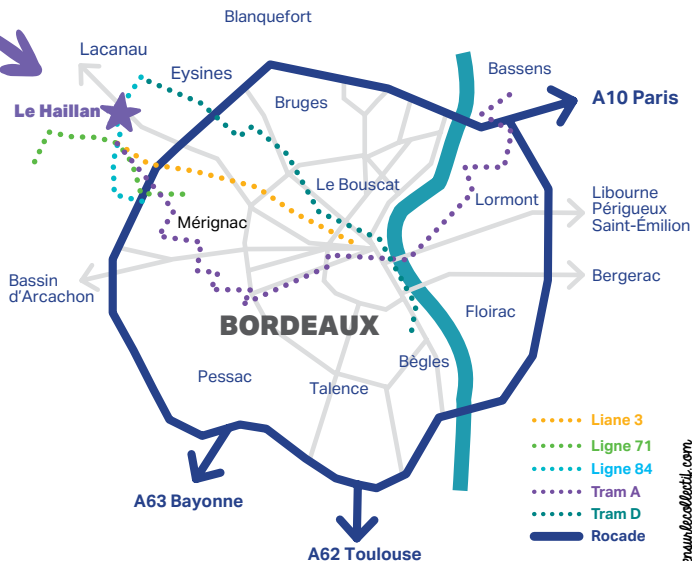 Blanquefort
Lacanau
Eysines
Bassens
Bruges
A10 Paris
Le Haillan
Le Bouscat
Lormont
Libourne
Périgueux
Saint-Émilion
Mérignac
Bassin
d'Arcachon
Bergerac
Floirac
BORDEAUX
Bègles
Pessac
Talence
Liane 3
Ligne 71
Ligne 84
Tram A
Tram D
Rocade
A63 Bayonne
A62 Toulouse